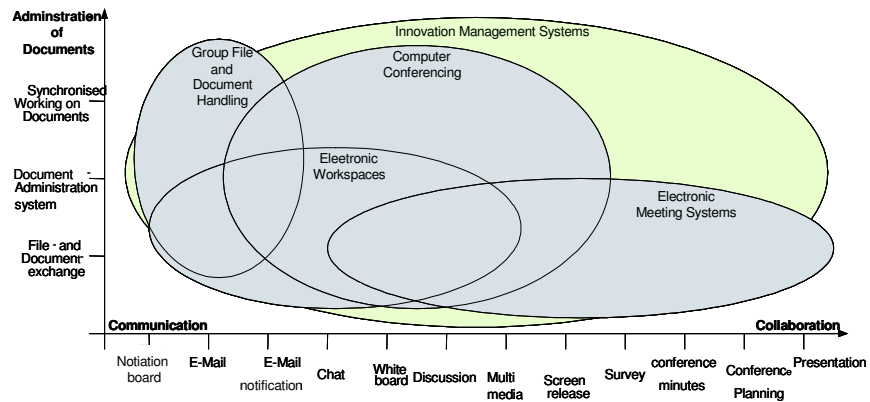 Adminstration
of
Documents
Synchronised
Working on
Documents
Document -
Administration
system
File - and
Document-
exchange
Innovation Management Systems
Group File
and
Document
Handling
Computer
Conferencing
Eleetronic
Workspaces
Electronic
Meeting Systems
Communication
Collaboration
Notiation
board
E-Mail
E-Mail
notification
Chat
White
board
Discussion
Multi
media
Screen
release
Survey
conference
minutes
Conference
Planning
Presentation